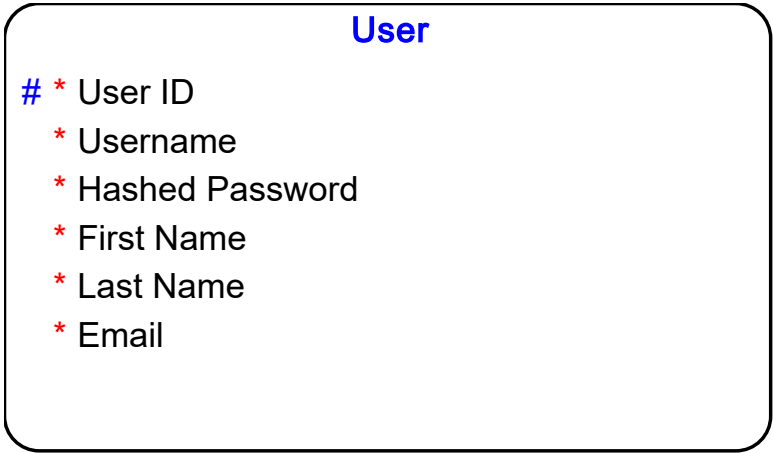 User
# * User ID
* Username
* Hashed Password
* First Name
* Last Name
* Email